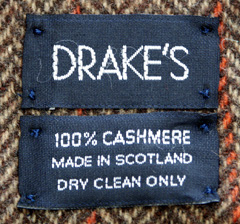 DRAKE'S
100% CASHMERE
MADE IN SCOTLAND
DRY CLEAN ONLY